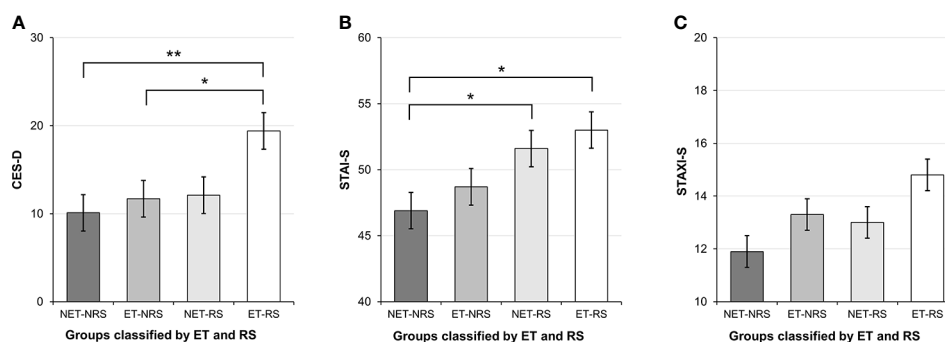 A
CES-D
30
20
10
0
**
*
NET-NRS ET-NRS NET-RS ET-RS
Groups classified by ET and RS
B
STAI-S
60
55
50
45
40
*
*
NET-NRS ET-NRS NET-RS ET-RS
Groups classified by ET and RS
C
STAXI-S
20
18
16
14
12
10
NET-NRS ET-NRS NET-RS ET-RS
Groups classified by ET and RS